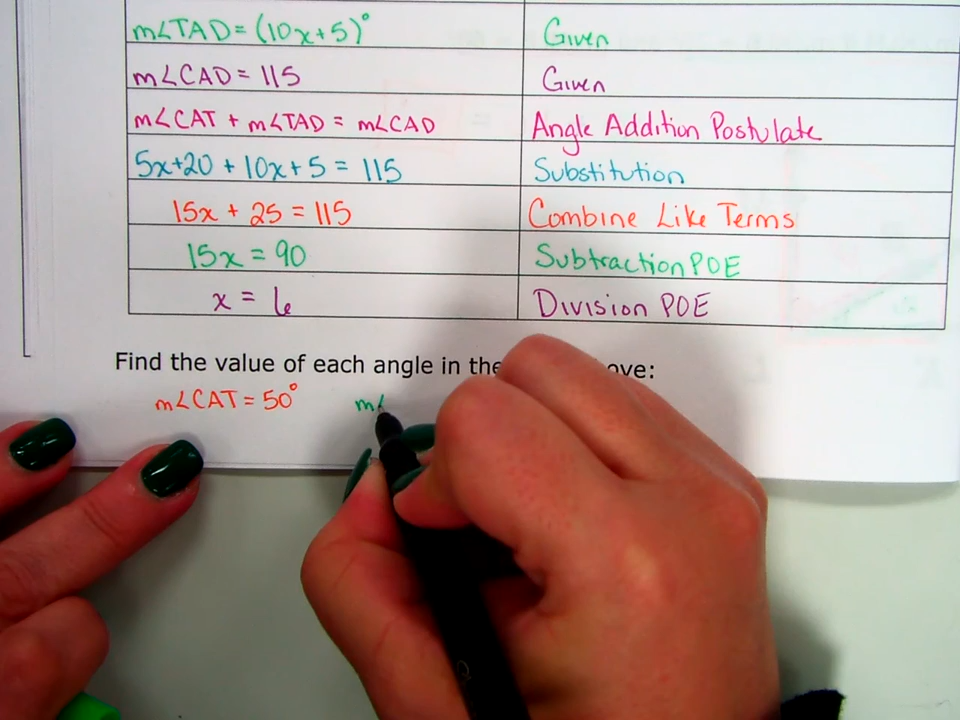 m∠TAD = (10x+5)° Given
m∠CAD = 115 Given
m∠CAT + m∠TAD = m∠CAD Angle Addition Postulate
5x+20 + 10x+5 = 115 Substitution
15x + 25 = 115 Combine Like Terms
15x = 90 Subtraction POE
x = 6 Division POE
Find the value of each angle in the ove:
m∠CAT = 50° m∠